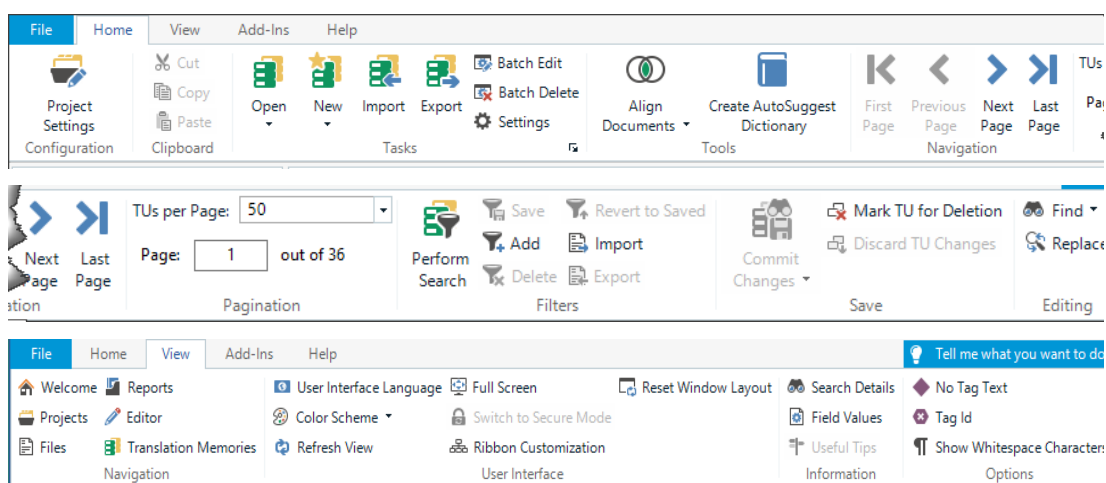 File Home View Add-Ins Help
Project Settings
Cut
Copy
Paste
Open
New
Import
Export
Batch Edit
Batch Delete
Settings
Align Documents
Create AutoSuggest Dictionary
First Page
Previous Page
Next Page
Last Page
TUs
Configuration Clipboard Tasks Tools Navigation
Next Page
Last Page
TUs per Page: 50
Page: 1 out of 36
Perform Search
Save
Add
Delete
Revert to Saved
Import
Export
Commit Changes
Mark TU for Deletion
Discard TU Changes
Find
Replace
Pagination Filters Save Editing
File Home View Add-Ins Help Tell me what you want to do
Welcome Reports User Interface Language Full Screen Reset Window Layout Search Details No Tag Text
Projects Editor Color Scheme Switch to Secure Mode Field Values Tag Id
Files Translation Memories Refresh View Ribbon Customization Useful Tips Show Whitespace Characters
Navigation User Interface Information Options